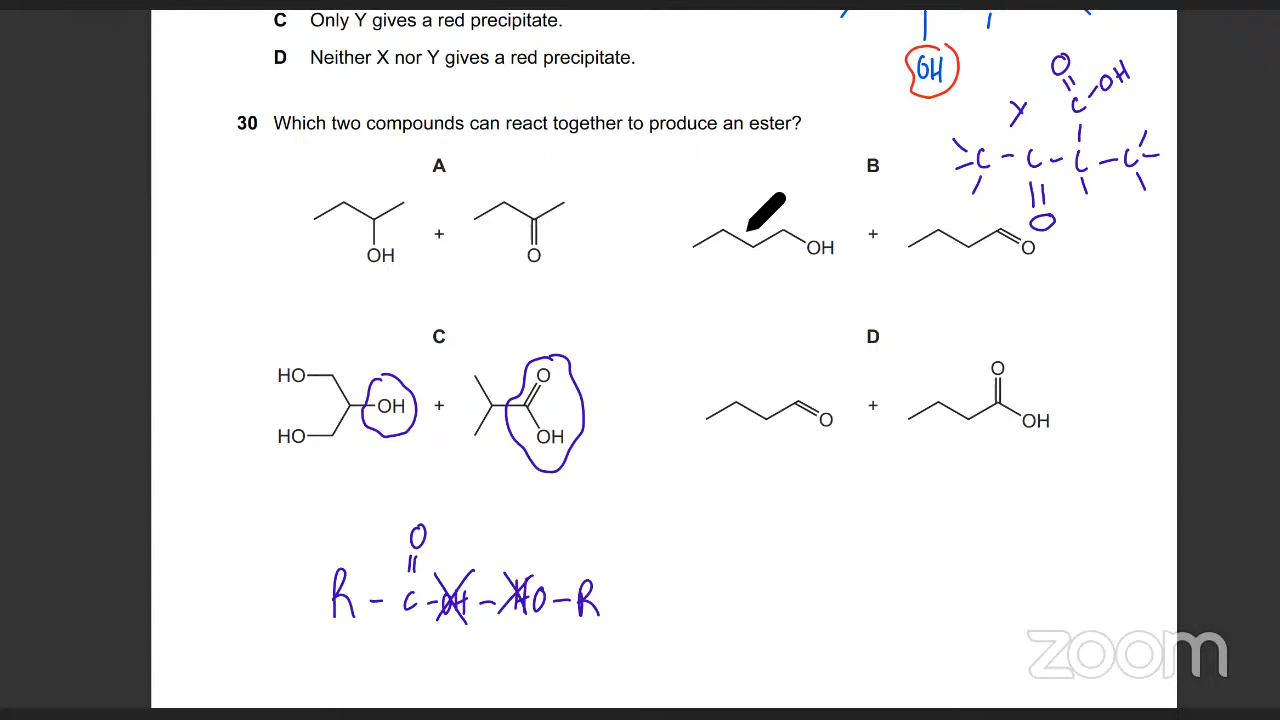 C Only Y gives a red precipitate.
D Neither X nor Y gives a red precipitate.
OH
O
C OH
Y
C - C - C - C
O
30 Which two compounds can react together to produce an ester?
A B
OH + O
OH + O
C D
HO OH HO + O OH
O + O OH
O
R - C - OH - HO - R
zoom